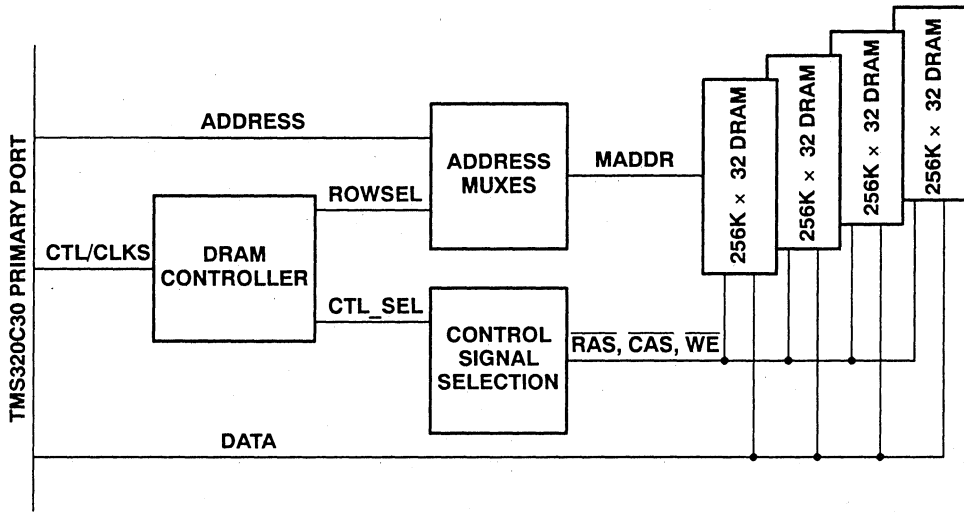 TMS320C30 PRIMARY PORT
ADDRESS
ADDRESS
MUXES
MADDR
ROWSEL
CTL/CLKS
DRAM
CONTROLLER
CTL_SEL
CONTROL
SIGNAL
SELECTION
RAS, CAS, WE
DATA
256K × 32 DRAM
256K × 32 DRAM
256K × 32 DRAM
256K × 32 DRAM